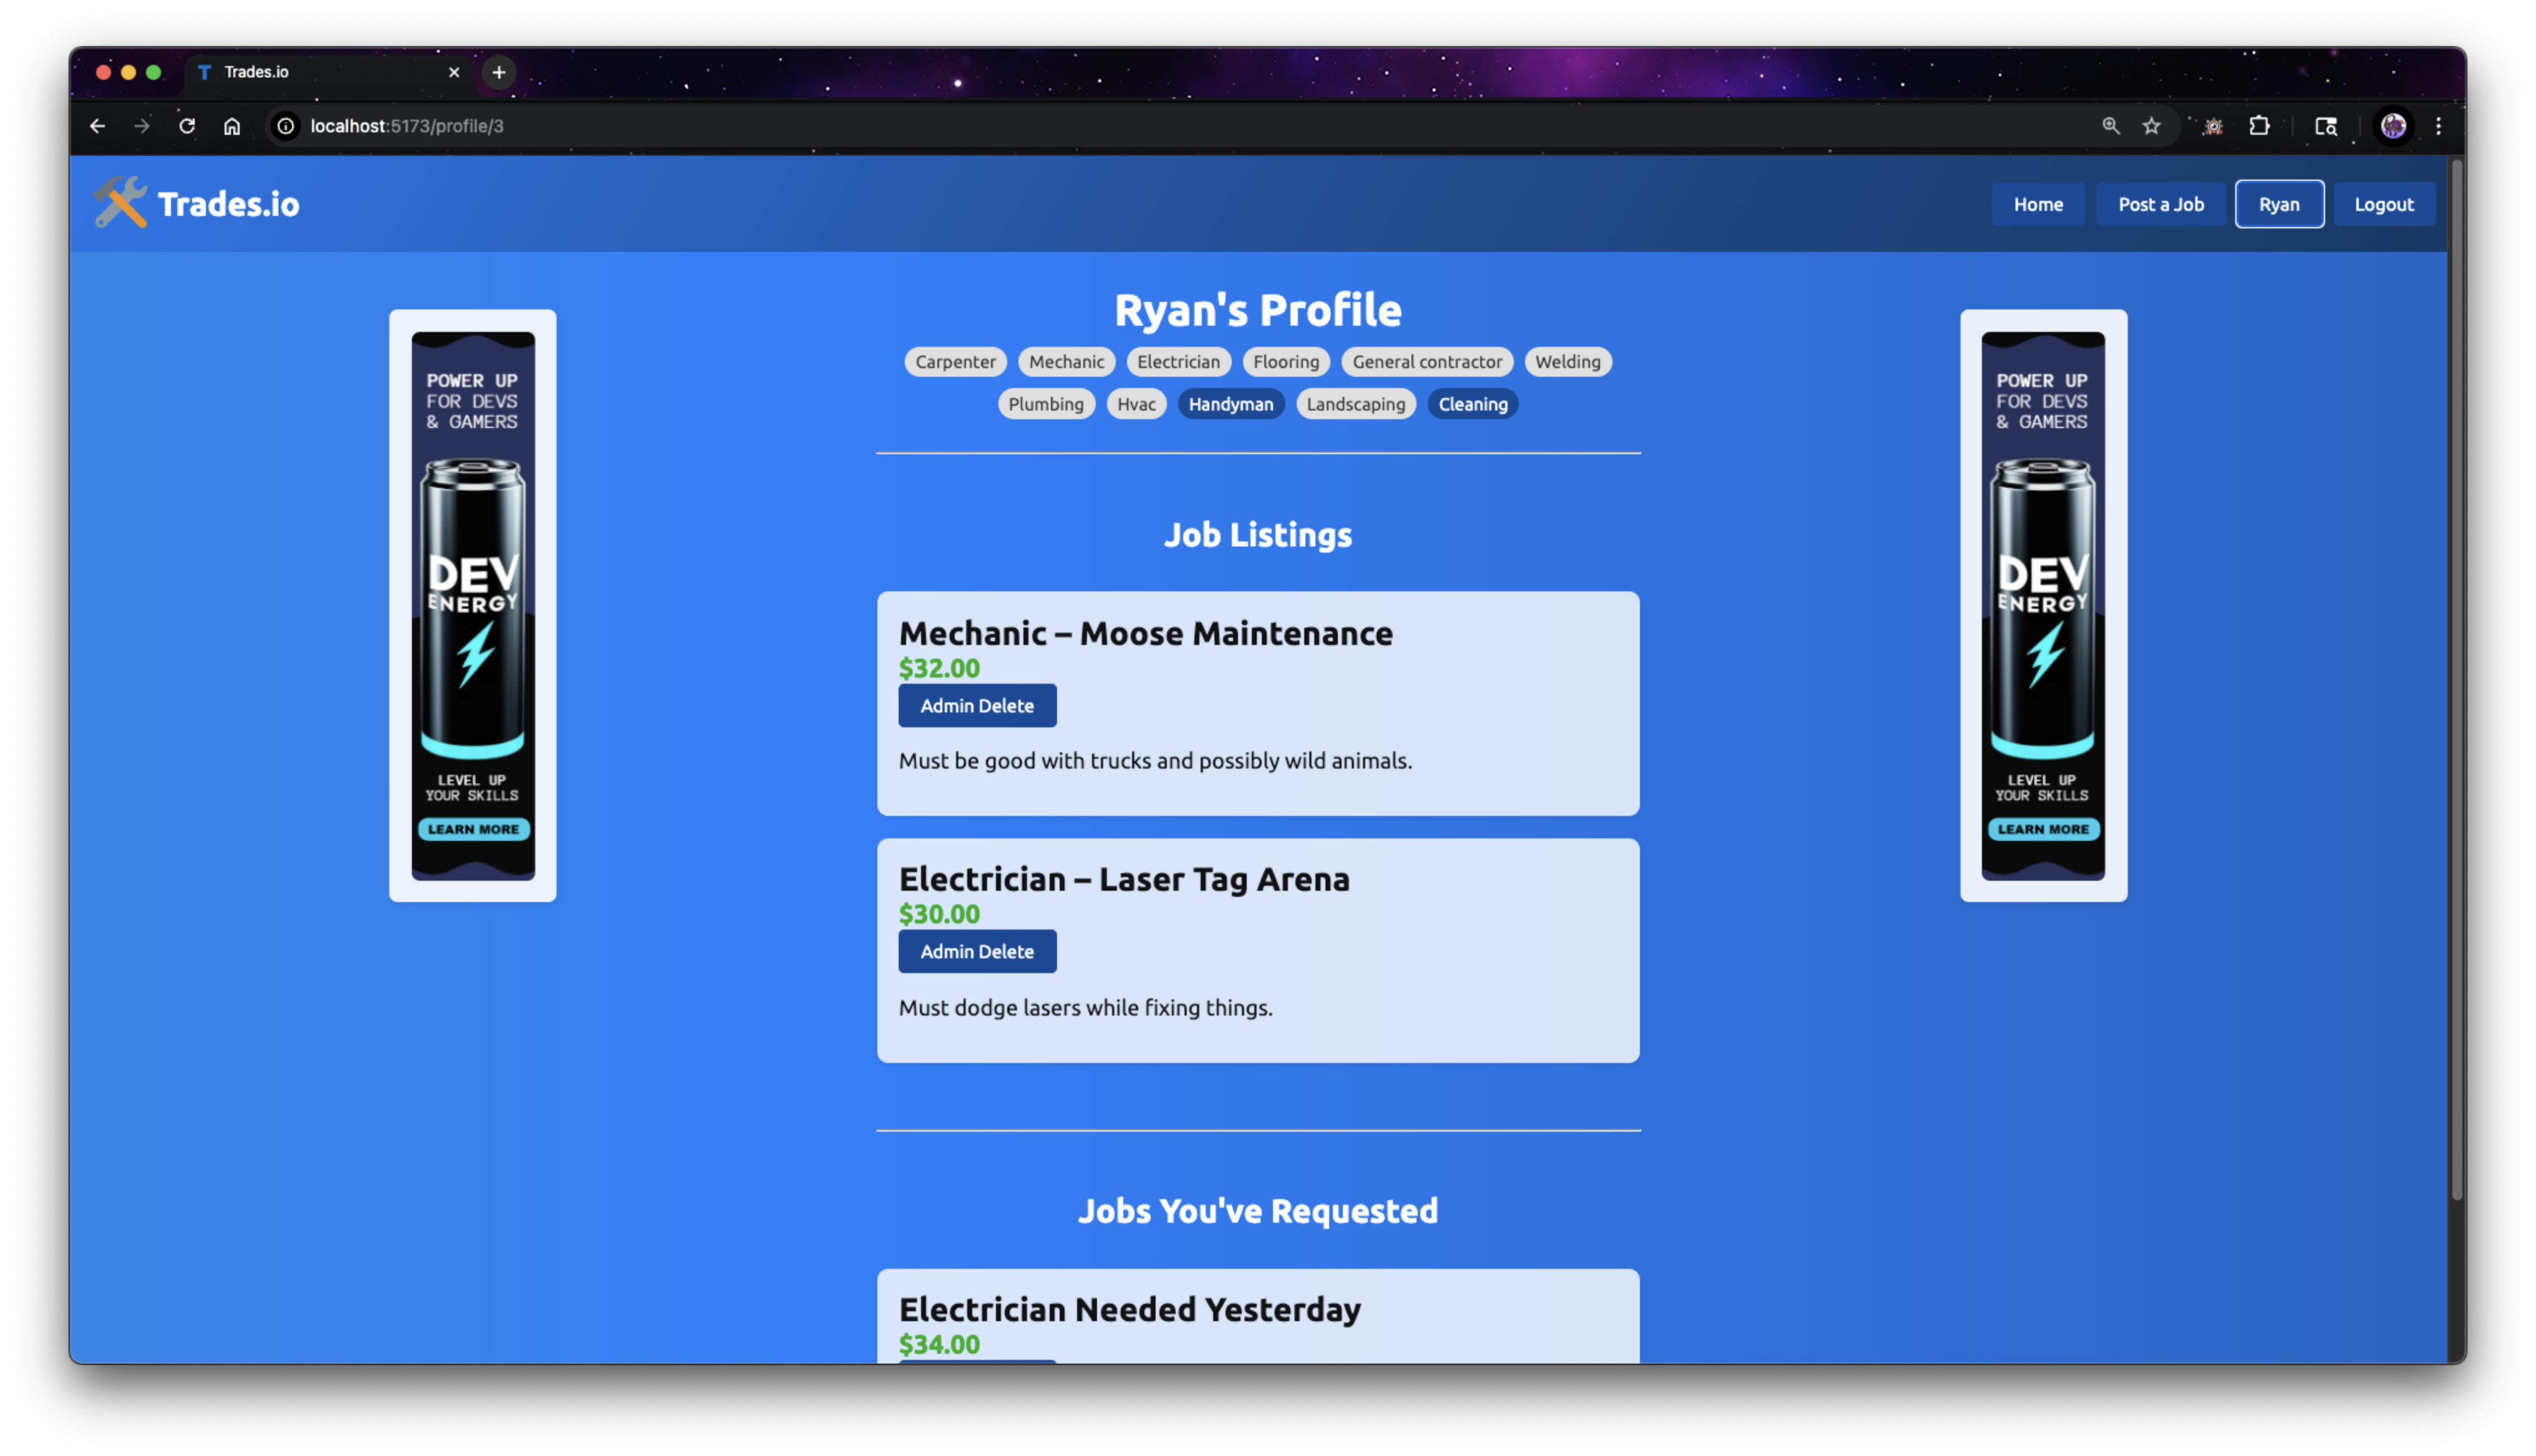 Trades.io
localhost:5173/profile/3
Trades.io
Home
Post a Job
Ryan
Logout
Ryan's Profile
Carpenter Mechanic Electrician Flooring General contractor Welding
Plumbing Hvac Handyman Landscaping Cleaning
POWER UP
FOR DEVS
& GAMERS
DEV
ENERGY
LEVEL UP
YOUR SKILLS
LEARN MORE
Job Listings
Mechanic – Moose Maintenance
$32.00
Admin Delete
Must be good with trucks and possibly wild animals.
Electrician – Laser Tag Arena
$30.00
Admin Delete
Must dodge lasers while fixing things.
Jobs You've Requested
Electrician Needed Yesterday
$34.00
POWER UP
FOR DEVS
& GAMERS
DEV
ENERGY
LEVEL UP
YOUR SKILLS
LEARN MORE